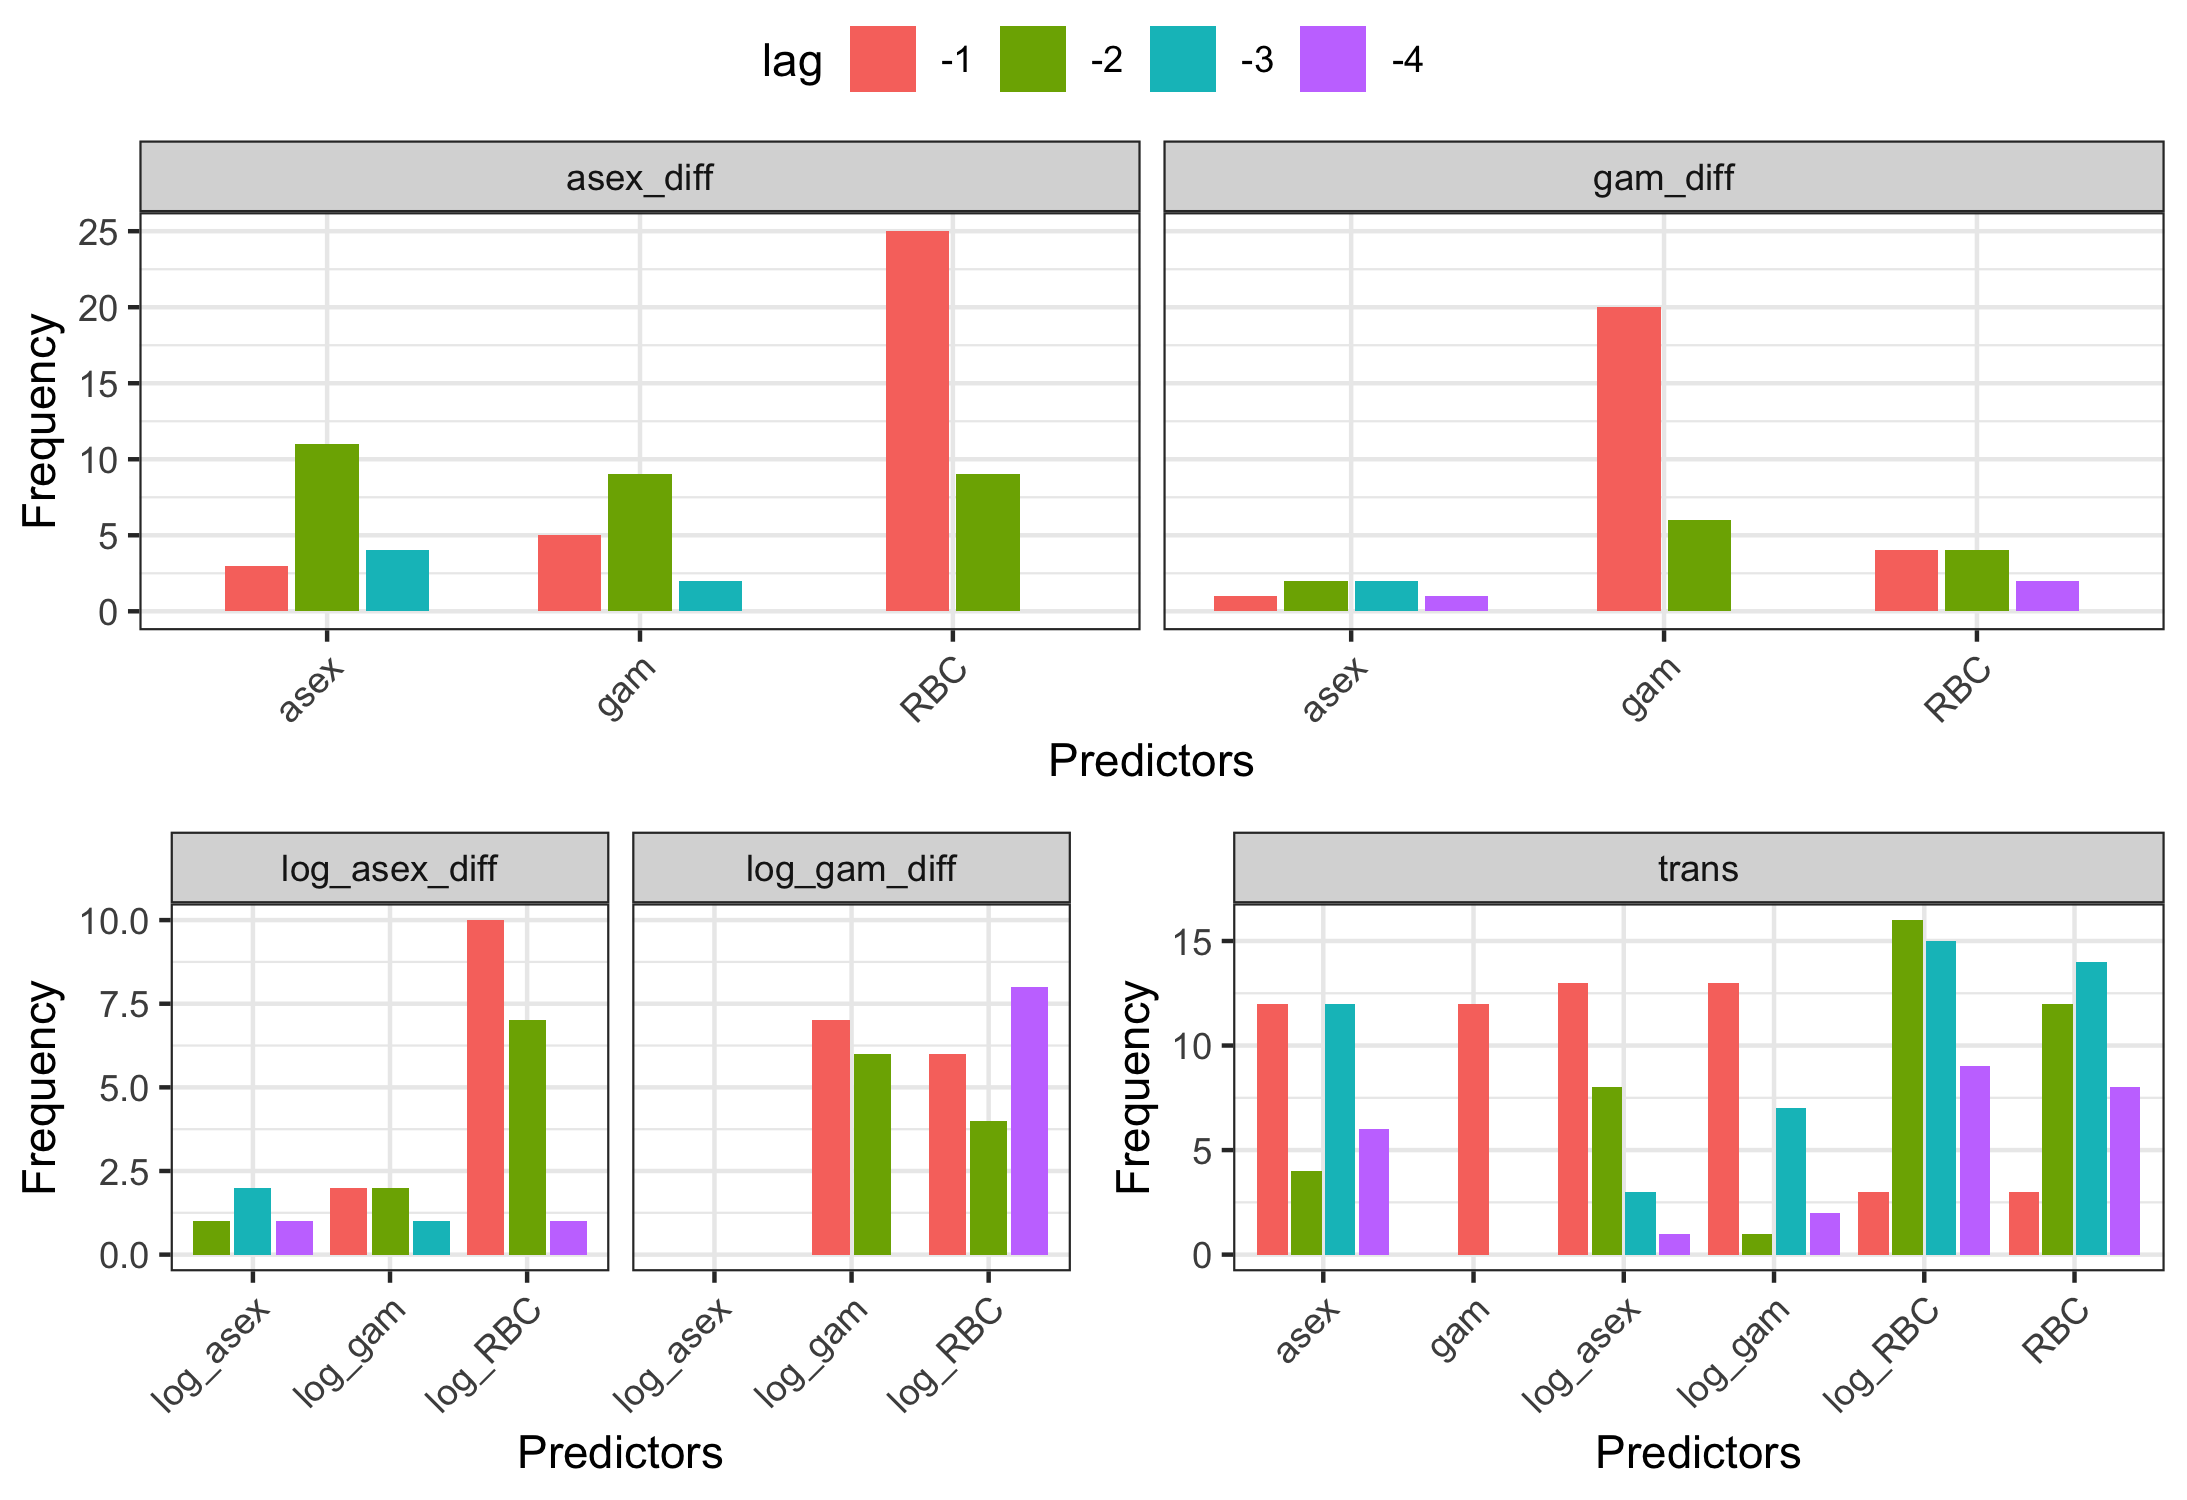 lag -1 -2 -3 -4
asex_diff gam_diff
Frequency
25
20
15
10
5
0
asex gam RBC asex gam RBC
Predictors
log_asex_diff log_gam_diff
Frequency
10.0
7.5
5.0
2.5
0.0
log_asex log_gam log_RBC log_asex log_gam log_RBC
Predictors
trans
Frequency
15
10
5
0
asex gam log_asex log_gam log_RBC RBC
Predictors